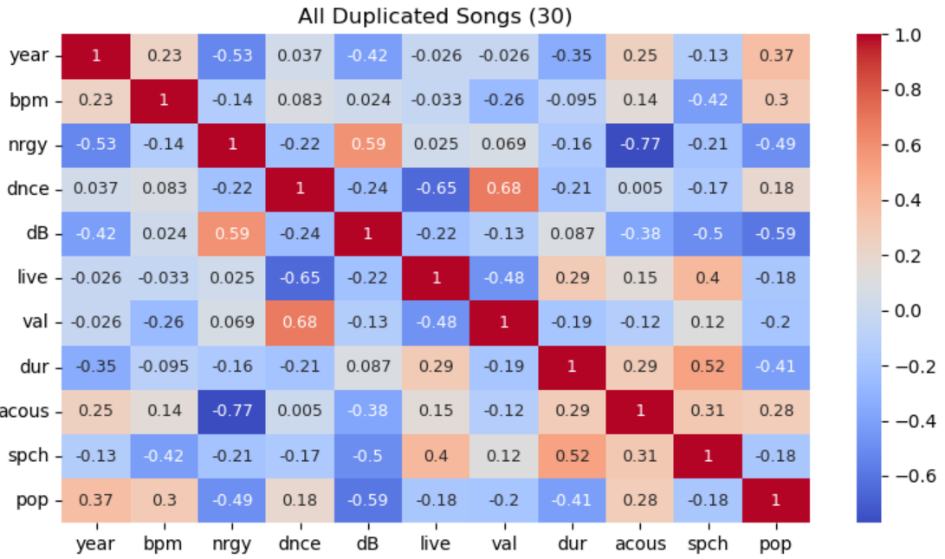 All Duplicated Songs (30)
year 1 0.23 -0.53 0.037 -0.42 -0.026 -0.026 -0.35 0.25 -0.13 0.37
bpm 0.23 1 -0.14 0.083 0.024 -0.033 -0.26 -0.095 0.14 -0.42 0.3
nrgy -0.53 -0.14 1 -0.22 0.59 0.025 0.069 -0.16 -0.77 -0.21 -0.49
dnce 0.037 0.083 -0.22 1 -0.24 -0.65 0.68 -0.21 0.005 -0.17 0.18
dB -0.42 0.024 0.59 -0.24 1 -0.22 -0.13 0.087 -0.38 -0.5 -0.59
live -0.026 -0.033 0.025 -0.65 -0.22 1 -0.48 0.29 0.15 0.4 -0.18
val -0.026 -0.26 0.069 0.68 -0.13 -0.48 1 -0.19 -0.12 0.12 -0.2
dur -0.35 -0.095 -0.16 -0.21 0.087 0.29 -0.19 1 0.29 0.52 -0.41
acous 0.25 0.14 -0.77 0.005 -0.38 0.15 -0.12 0.29 1 0.31 0.28
spch -0.13 -0.42 -0.21 -0.17 -0.5 0.4 0.12 0.52 0.31 1 -0.18
pop 0.37 0.3 -0.49 0.18 -0.59 -0.18 -0.2 -0.41 0.28 -0.18 1
year bpm nrgy dnce dB live val dur acous spch pop
1.0
0.8
0.6
0.4
0.2
0.0
−0.2
−0.4
−0.6